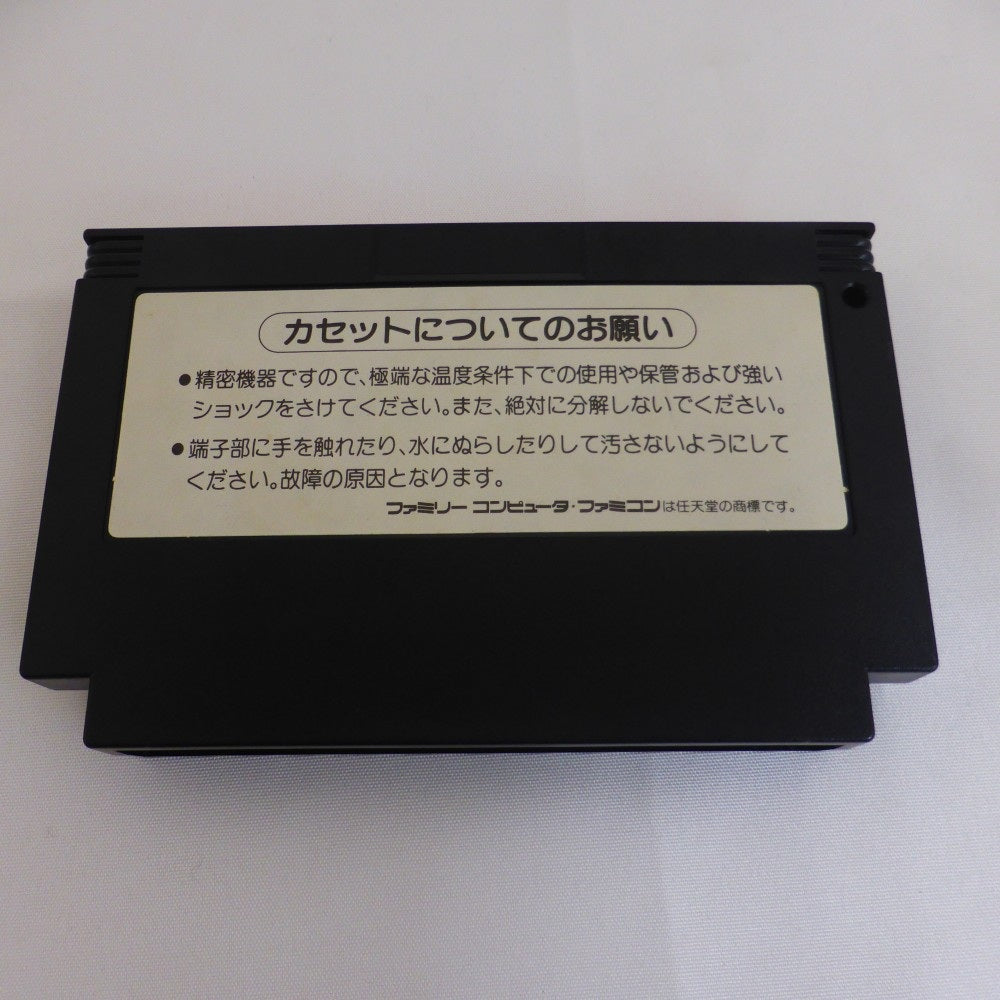 カセットについてのお願い
●精密機器ですので、極端な温度条件下での使用や保管および強い
ショックをさけてください。また、絶対に分解しないでください。
●端子部に手を触れたり、水にぬらしたりして汚さないようにして
ください。故障の原因となります。
ファミリー コンピュータ・ファミコンは任天堂の商標です。